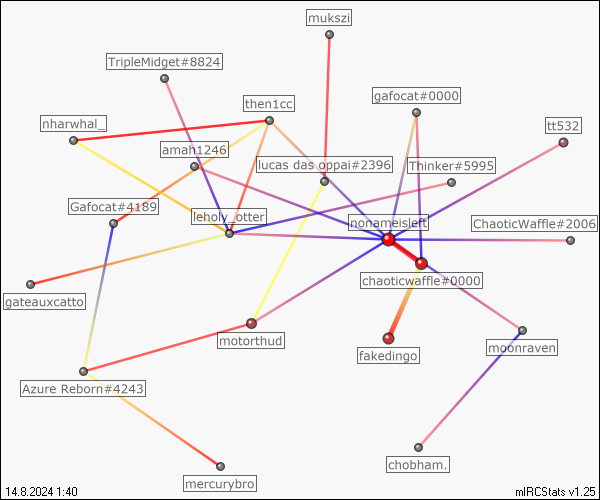 mukszi
TripleMidget#8824
gafocat#0000
then1cc
nharwhal_
tt532
amah1246
lucas das oppai#2396
Thinker#5995
Gafocat#4189
leholy_otter
nonameisleft
ChaoticWaffle#2006
chaoticwaffle#0000
gateauxcatto
motorthud
fakedingo
moonraven
Azure Reborn#4243
chobham.
mercurybro
14.8.2024 1:40
mIRCStats v1.25